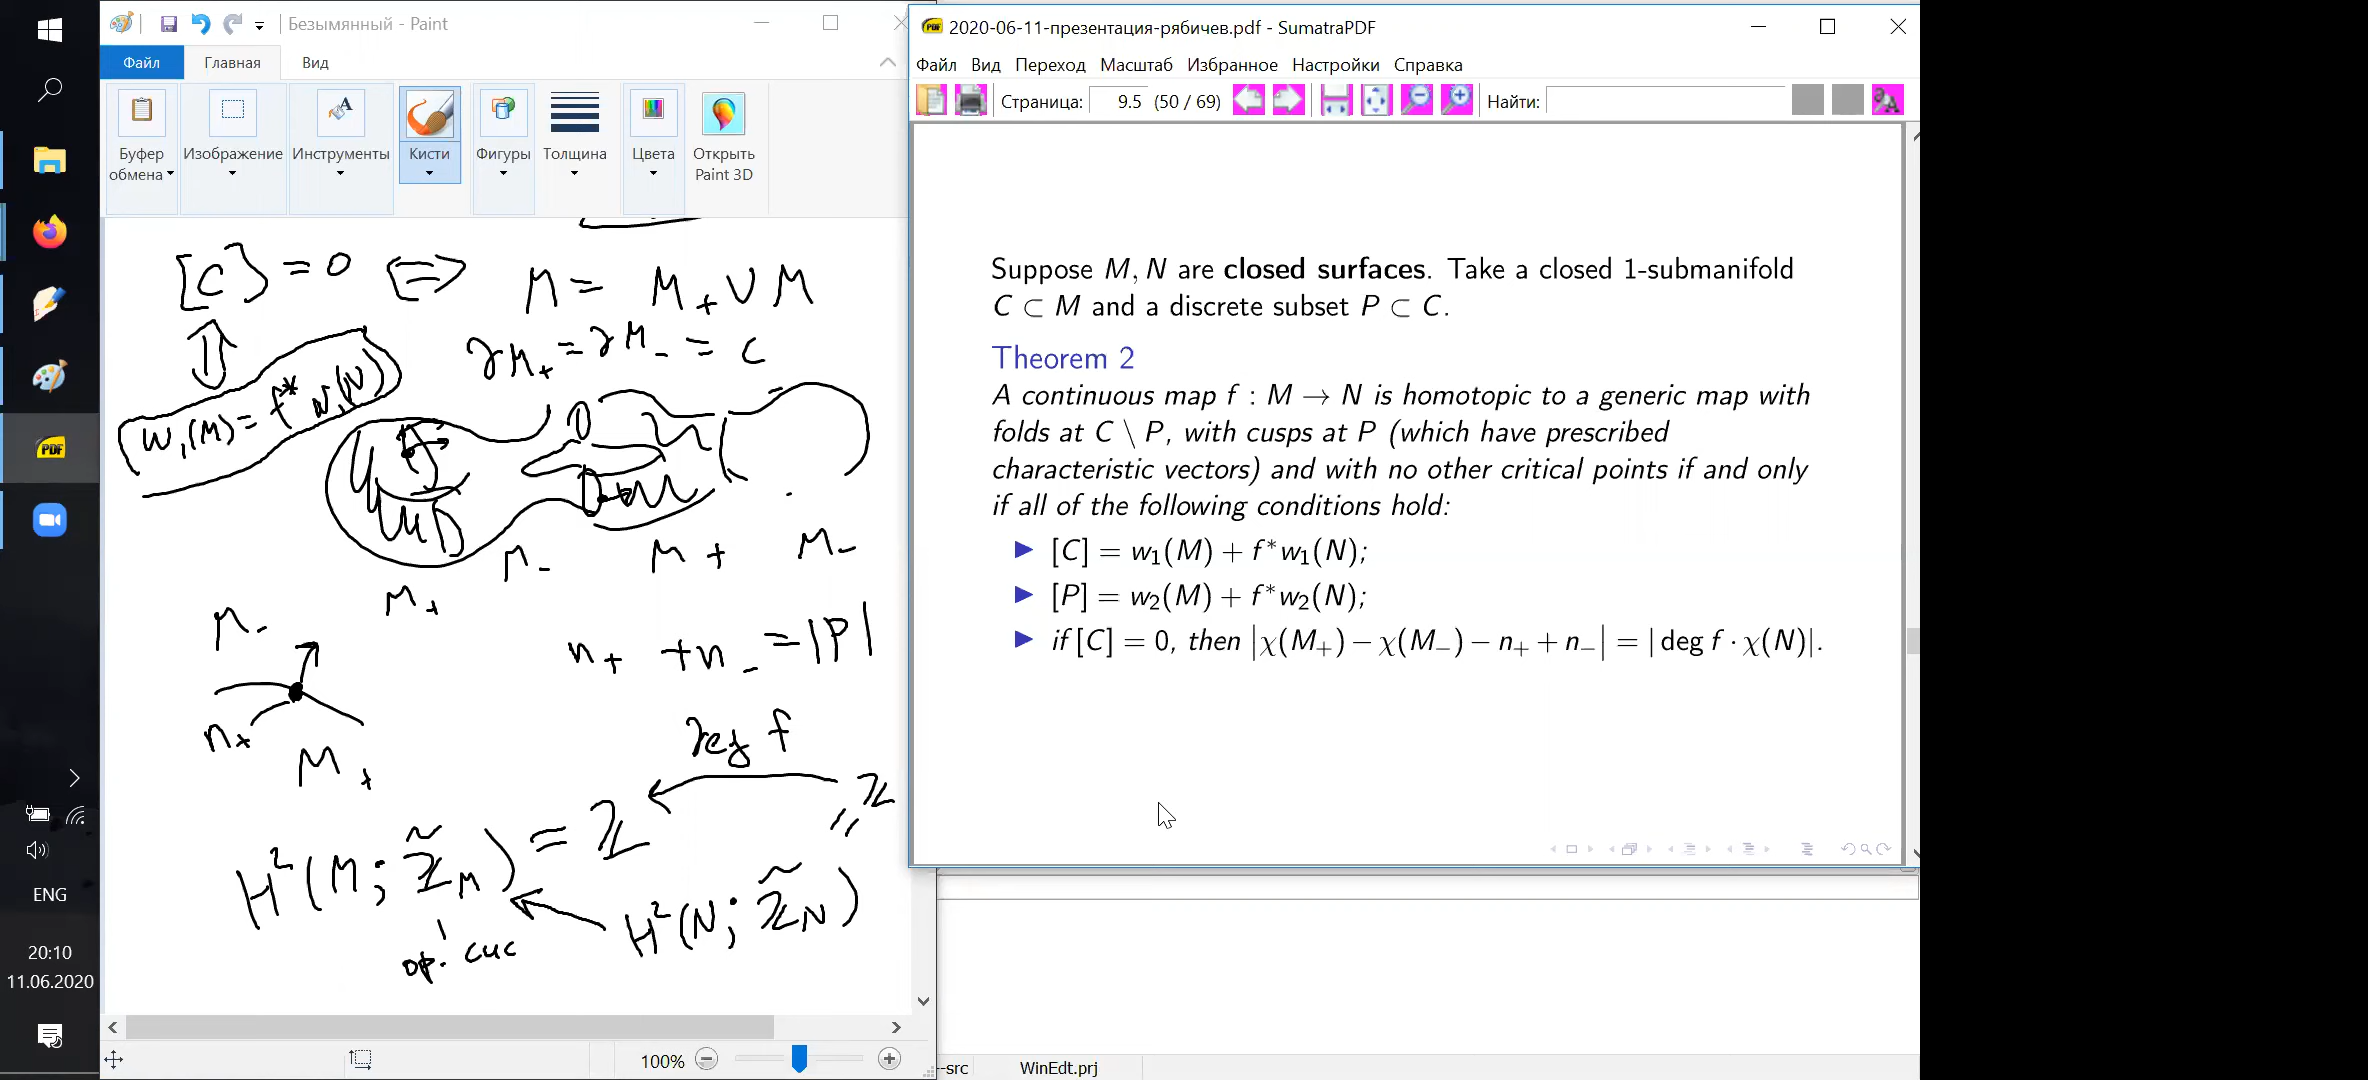 Безымянный - Paint
Файл Главная Вид
Буфер обмена
Изображение
Инструменты
Кисти
Фигуры
Толщина
Цвета
Открыть Paint 3D
[C] = 0 ⟺ M = M₊ ∪ M
∂M₊ = ∂M₋ = C
w₁(M) = f* w₁(N)
M₊ M₋ M₊ M₋
M₋
n₊
M₊
n₊ + n₋ = |P|
deg f
H²(M; Z̃_M) = ℤ ← ℤ
H²(N; Z̃_N)
ор. сис
100%
ENG
20:10
11.06.2020
2020-06-11-презентация-рябичев.pdf - SumatraPDF
Файл Вид Переход Масштаб Избранное Настройки Справка
Страница: 9.5 (50 / 69) Найти:
Suppose M, N are closed surfaces. Take a closed 1-submanifold
C ⊂ M and a discrete subset P ⊂ C.
Theorem 2
A continuous map f : M → N is homotopic to a generic map with
folds at C \ P, with cusps at P (which have prescribed
characteristic vectors) and with no other critical points if and only
if all of the following conditions hold:
▶ [C] = w₁(M) + f*w₁(N);
▶ [P] = w₂(M) + f*w₂(N);
▶ if [C] = 0, then |χ(M₊) − χ(M₋) − n₊ + n₋| = |deg f · χ(N)|.
--src WinEdt.prj